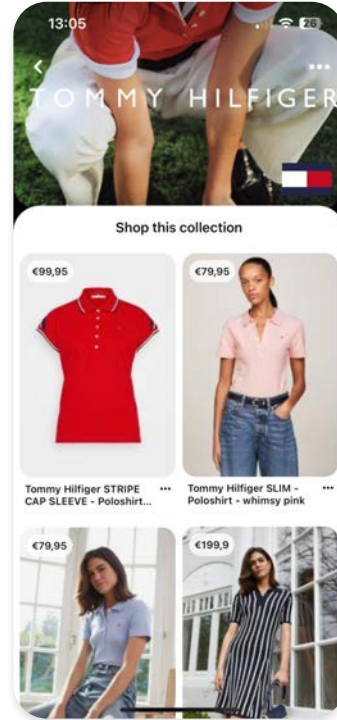 13:05
26
TOMMY HILFIGER
Shop this collection
€99,95
€79,95
Tommy Hilfiger STRIPE
CAP SLEEVE - Poloshirt...
Tommy Hilfiger SLIM -
Poloshirt - whimsy pink
€79,95
€199,9